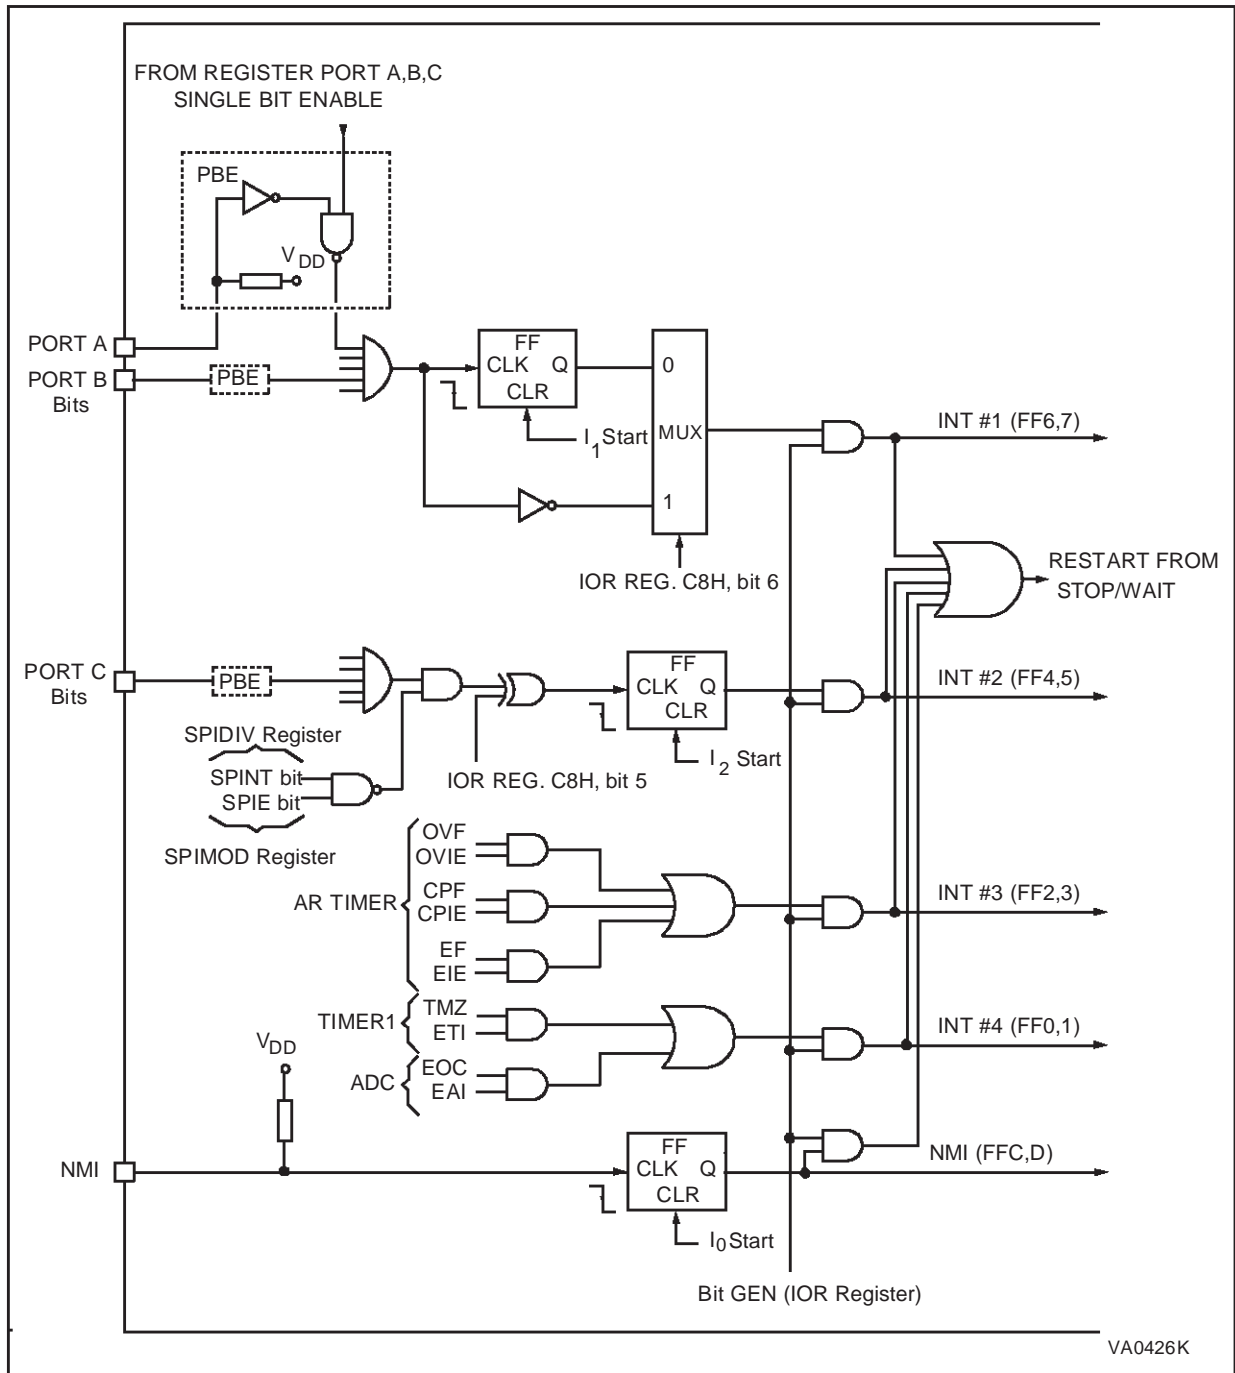 FROM REGISTER PORT A,B,C
SINGLE BIT ENABLE
PBE
VDD
PORT A
PORT B
Bits
PBE
FF
CLK Q
CLR
I1 Start
0
MUX
1
IOR REG. C8H, bit 6
INT #1 (FF6,7)
RESTART FROM
STOP/WAIT
PORT C
Bits
PBE
SPIDIV Register
SPINT bit
SPIE bit
SPIMOD Register
IOR REG. C8H, bit 5
FF
CLK Q
CLR
I2 Start
INT #2 (FF4,5)
AR TIMER
OVF
OVIE
CPF
CPIE
EF
EIE
INT #3 (FF2,3)
TIMER1
TMZ
ETI
ADC
EOC
EAI
INT #4 (FF0,1)
VDD
NMI
FF
CLK Q
CLR
I0 Start
NMI (FFC,D)
Bit GEN (IOR Register)
VA0426K